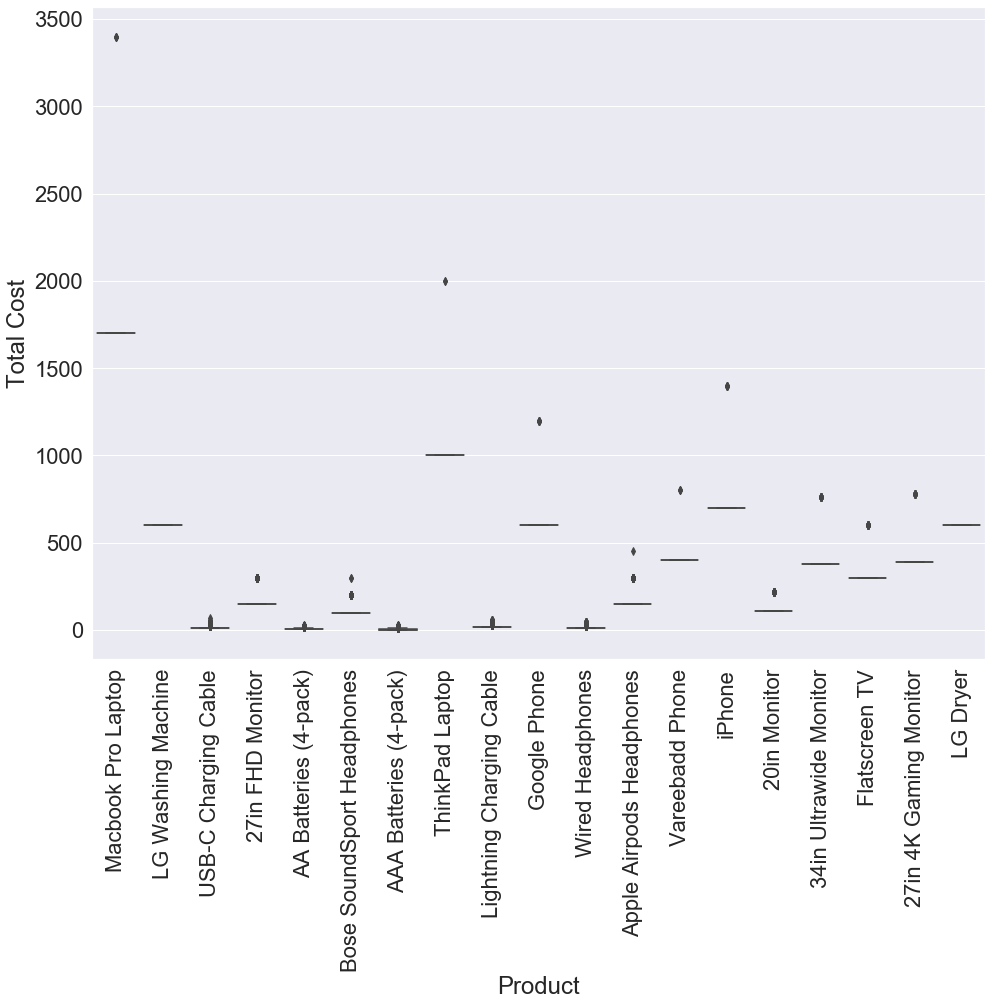 3500
3000
2500
2000
1500
1000
500
0
Total Cost
Macbook Pro Laptop
LG Washing Machine
USB-C Charging Cable
27in FHD Monitor
AA Batteries (4-pack)
Bose SoundSport Headphones
AAA Batteries (4-pack)
ThinkPad Laptop
Lightning Charging Cable
Google Phone
Wired Headphones
Apple Airpods Headphones
Vareebadd Phone
iPhone
20in Monitor
34in Ultrawide Monitor
Flatscreen TV
27in 4K Gaming Monitor
LG Dryer
Product